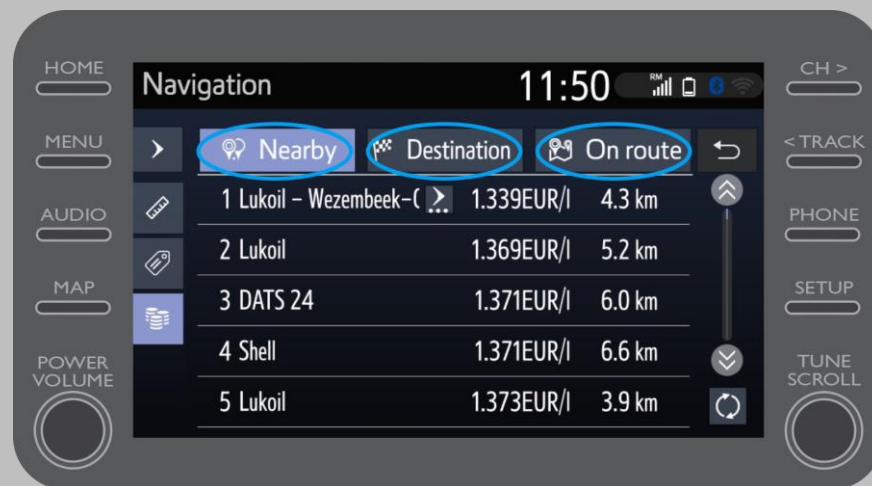 HOME
MENU
AUDIO
MAP
POWER
VOLUME
Navigation 11:50 RM
Nearby Destination On route
1 Lukoil – Wezembeek–( 1.339EUR/l 4.3 km
2 Lukoil 1.369EUR/l 5.2 km
3 DATS 24 1.371EUR/l 6.0 km
4 Shell 1.371EUR/l 6.6 km
5 Lukoil 1.373EUR/l 3.9 km
CH >
< TRACK
PHONE
SETUP
TUNE
SCROLL